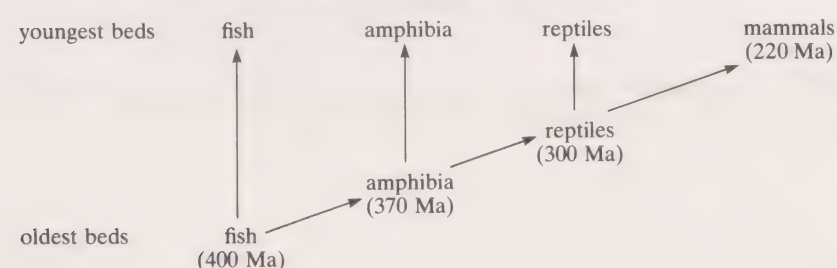 youngest beds fish amphibia reptiles mammals
(220 Ma)
reptiles
(300 Ma)
amphibia
(370 Ma)
oldest beds fish
(400 Ma)